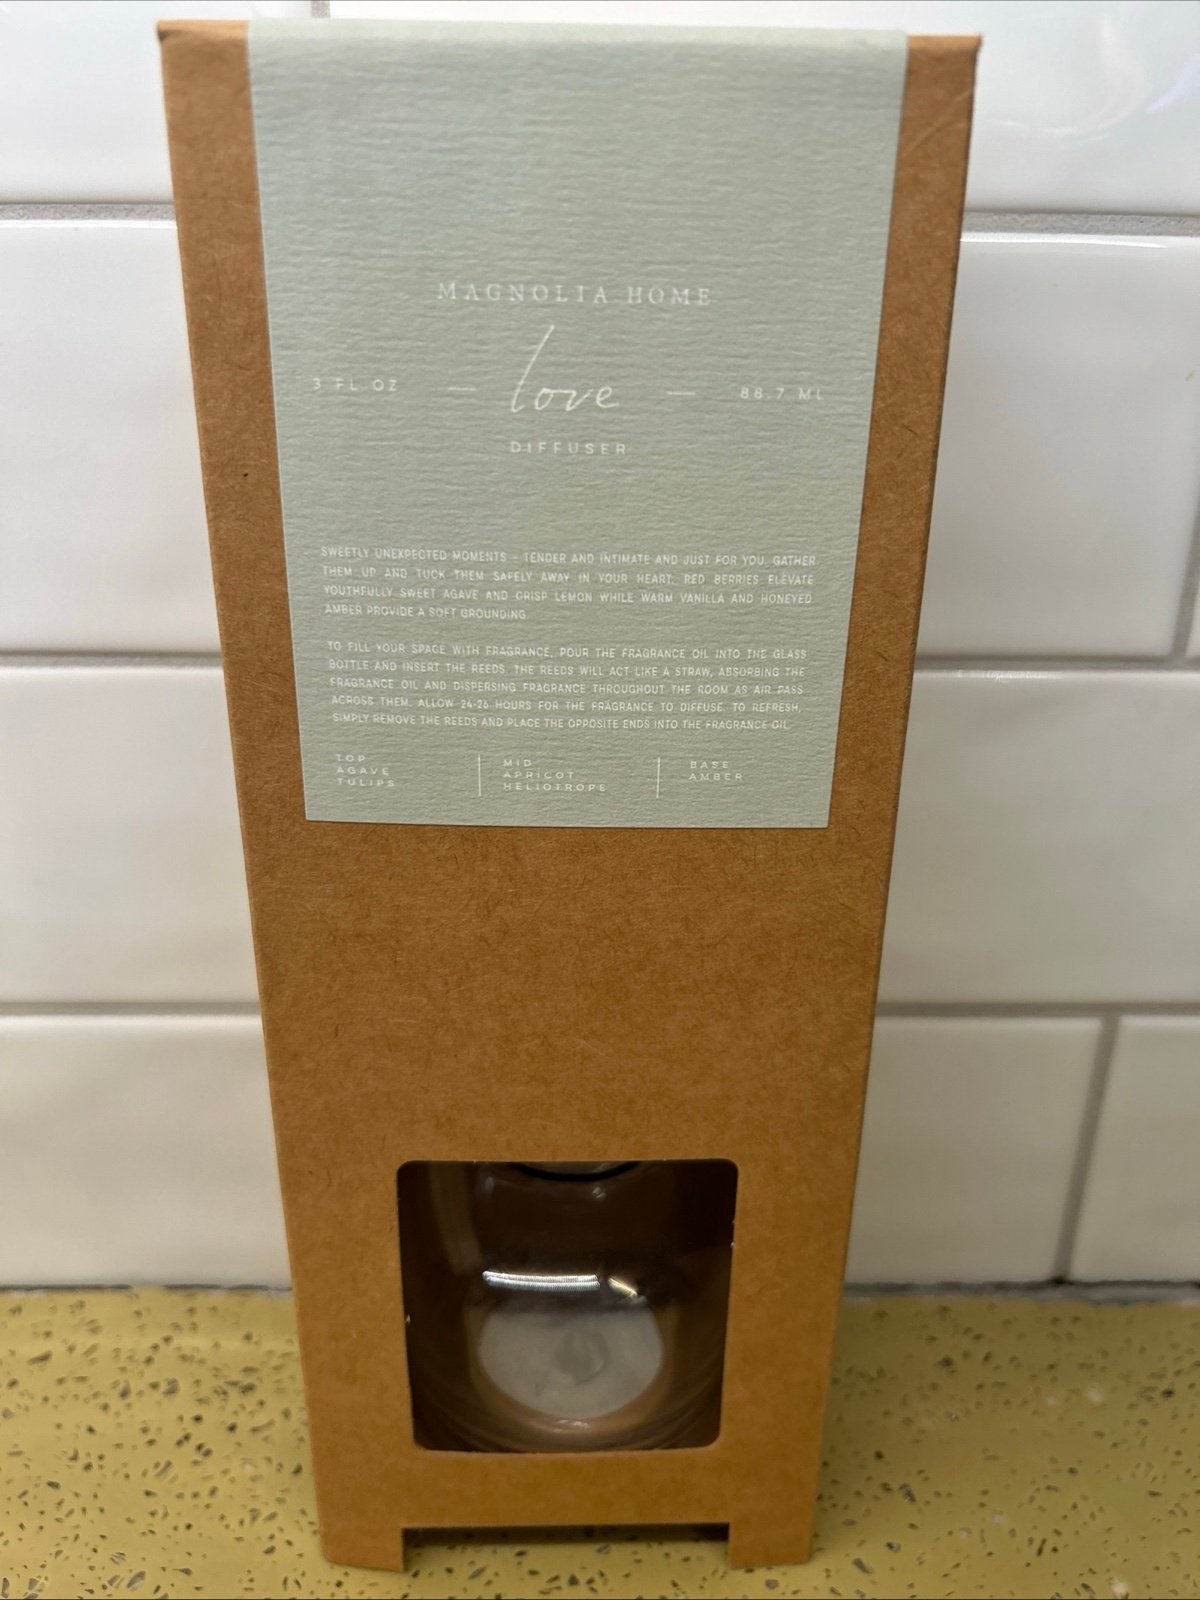 MAGNOLIA HOME
3 FL OZ — love — 88.7 ML
DIFFUSER
SWEETLY UNEXPECTED MOMENTS - TENDER AND INTIMATE AND JUST FOR YOU. GATHER
THEM UP AND TUCK THEM SAFELY AWAY IN YOUR HEART. RED BERRIES ELEVATE
YOUTHFULLY SWEET AGAVE AND CRISP LEMON WHILE WARM VANILLA AND HONEYED
AMBER PROVIDE A SOFT GROUNDING.
TO FILL YOUR SPACE WITH FRAGRANCE, POUR THE FRAGRANCE OIL INTO THE GLASS
BOTTLE AND INSERT THE REEDS. THE REEDS WILL ACT LIKE A STRAW, ABSORBING THE
FRAGRANCE OIL AND DISPERSING FRAGRANCE THROUGHOUT THE ROOM AS AIR PASS
ACROSS THEM. ALLOW 24-26 HOURS FOR THE FRAGRANCE TO DIFFUSE. TO REFRESH,
SIMPLY REMOVE THE REEDS AND PLACE THE OPPOSITE ENDS INTO THE FRAGRANCE OIL.
TOP
AGAVE
TULIPS
MID
APRICOT
HELIOTROPE
BASE
AMBER